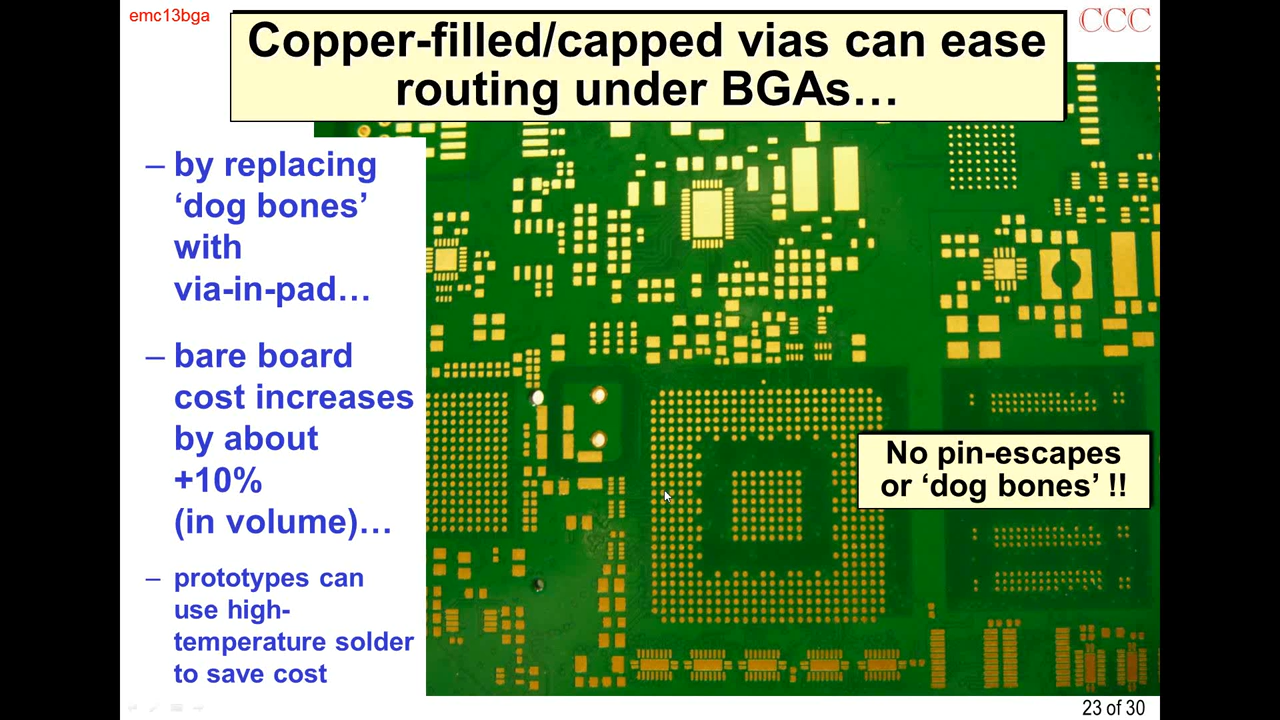 emc13bga
Copper-filled/capped vias can ease
routing under BGAs…
CCC
– by replacing
‘dog bones’
with
via-in-pad…
– bare board
cost increases
by about
+10%
(in volume)…
– prototypes can
use high-
temperature solder
to save cost
No pin-escapes
or ‘dog bones’ !!
23 of 30